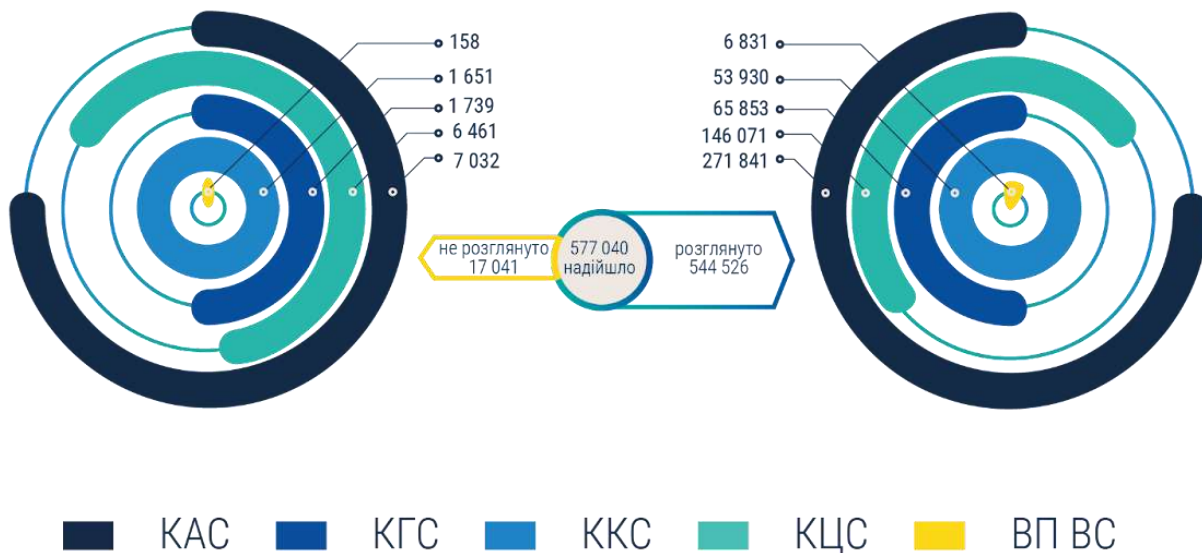 158
1 651
1 739
6 461
7 032
6 831
53 930
65 853
146 071
271 841
не розглянуто
17 041
577 040
надійшло
розглянуто
544 526
КАС
КГС
ККС
КЦС
ВП ВС